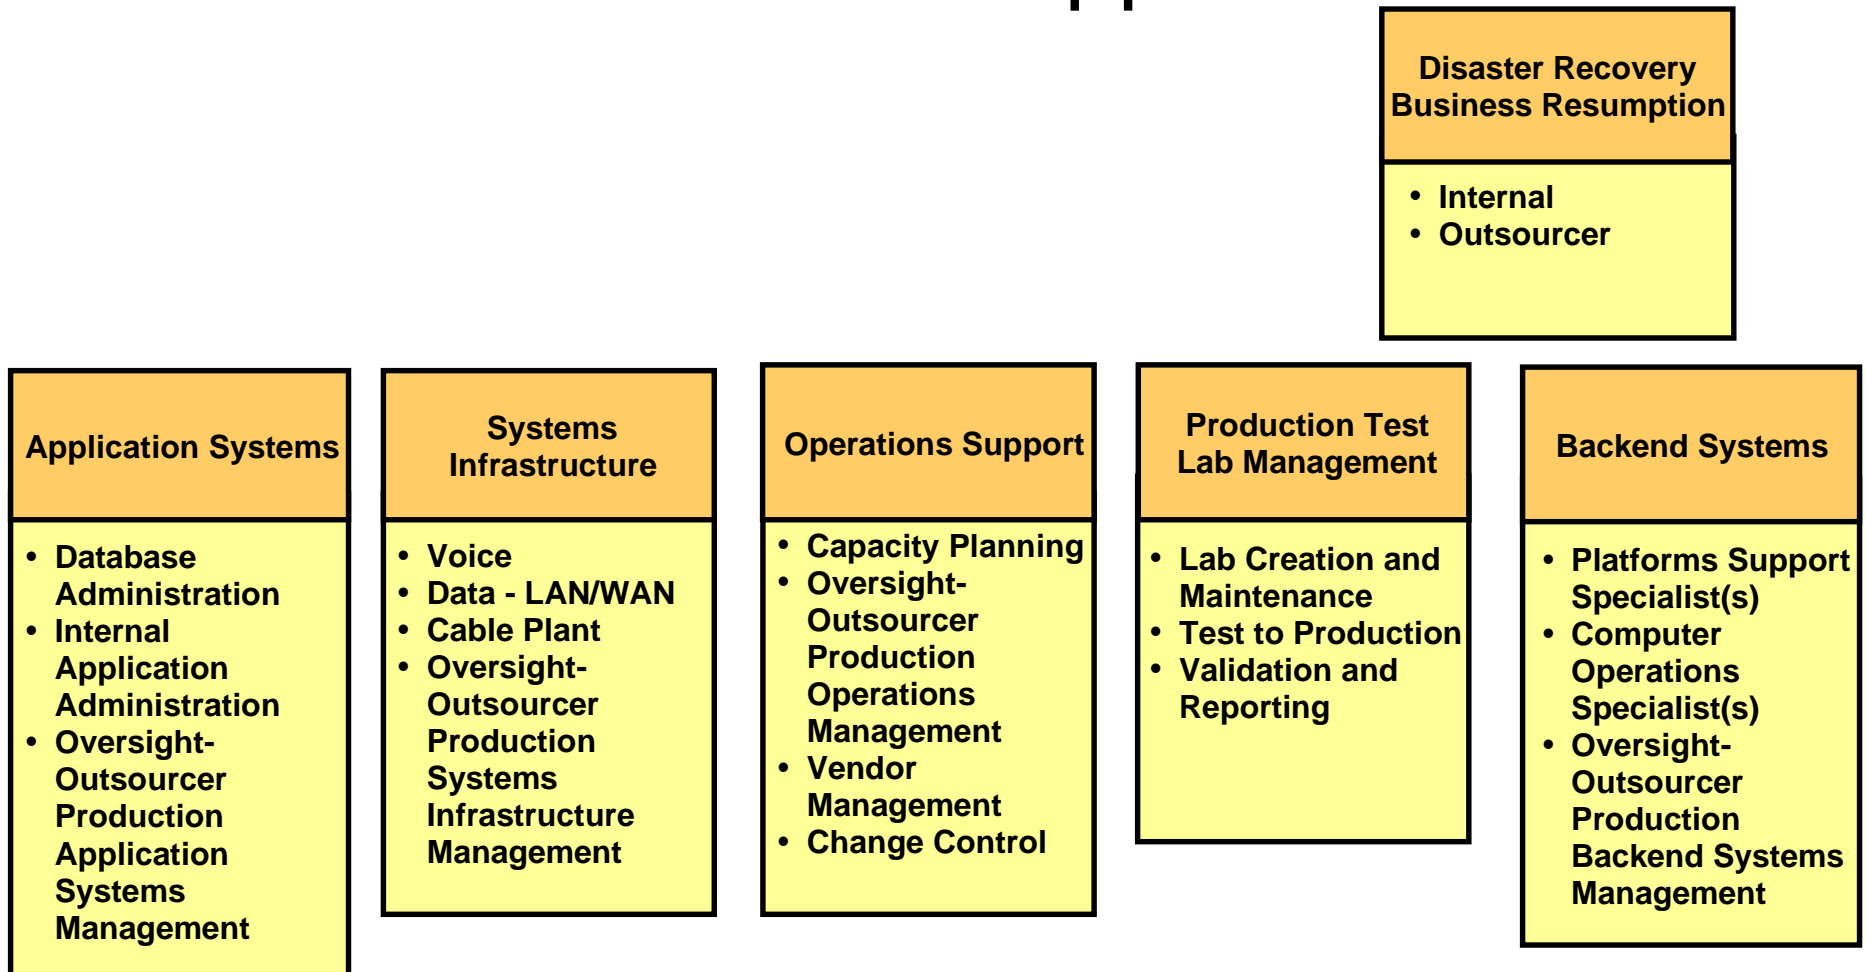 Disaster Recovery
Business Resumption
• Internal
• Outsourcer
Application Systems
• Database
Administration
• Internal
Application
Administration
• Oversight-
Outsourcer
Production
Application
Systems
Management
Systems
Infrastructure
• Voice
• Data - LAN/WAN
• Cable Plant
• Oversight-
Outsourcer
Production
Systems
Infrastructure
Management
Operations Support
• Capacity Planning
• Oversight-
Outsourcer
Production
Operations
Management
• Vendor
Management
• Change Control
Production Test
Lab Management
• Lab Creation and
Maintenance
• Test to Production
• Validation and
Reporting
Backend Systems
• Platforms Support
Specialist(s)
• Computer
Operations
Specialist(s)
• Oversight-
Outsourcer
Production
Backend Systems
Management